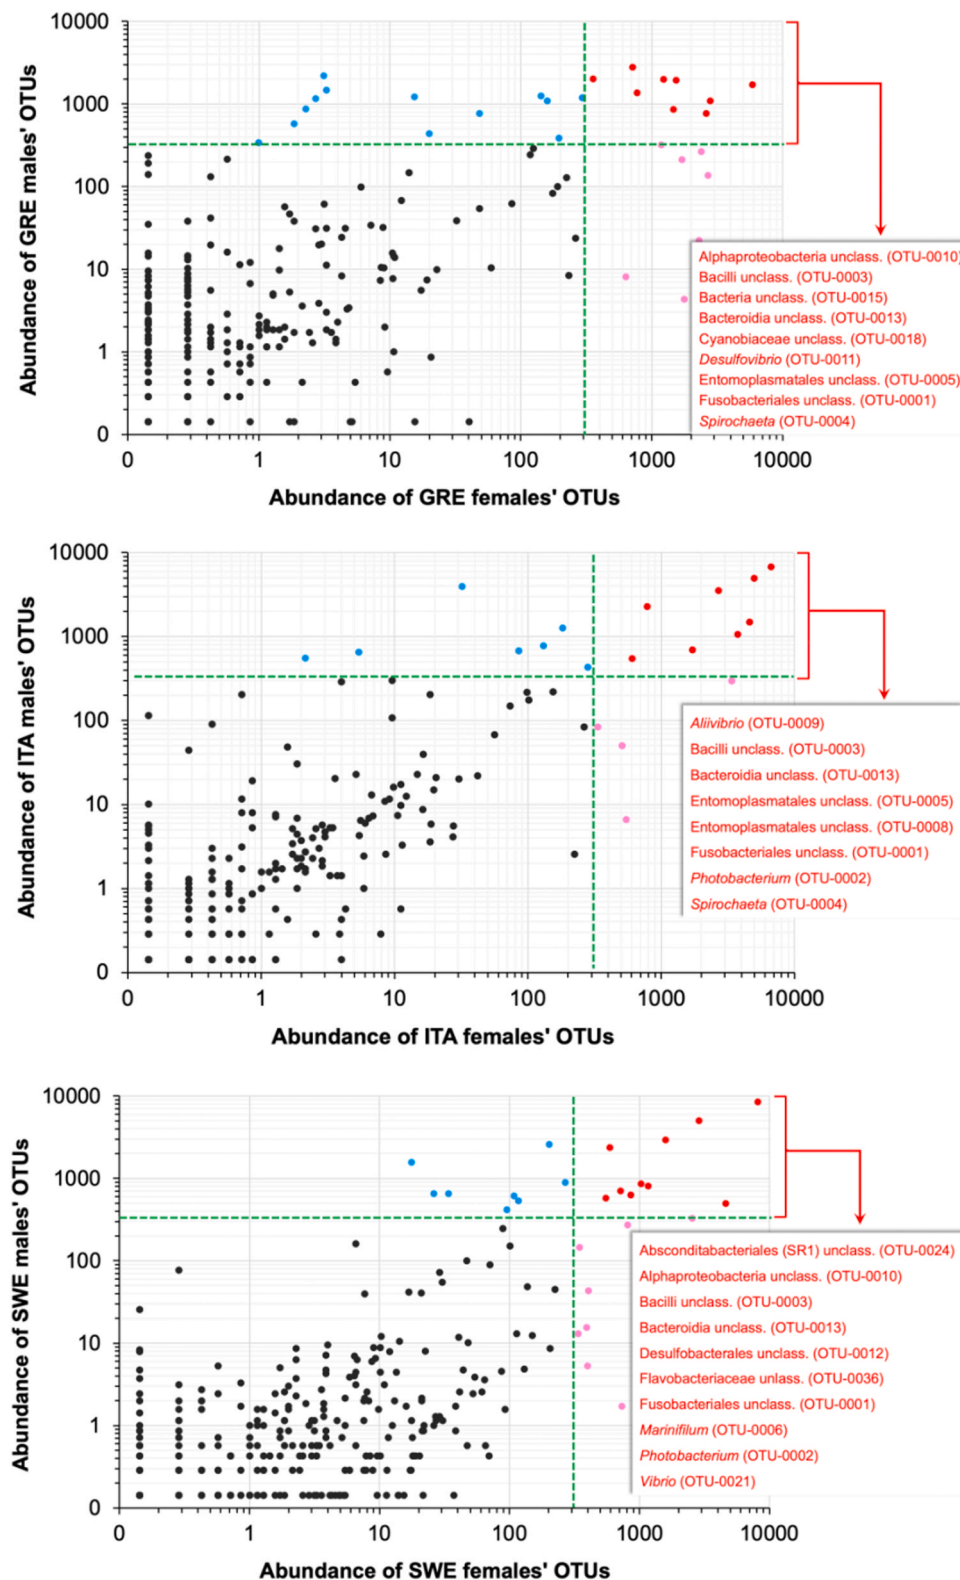 10000
1000
100
10
1
0
Abundance of GRE males' OTUs
0 1 10 100 1000 10000
Abundance of GRE females' OTUs
Alphaproteobacteria unclass. (OTU-0010)
Bacilli unclass. (OTU-0003)
Bacteria unclass. (OTU-0015)
Bacteroidia unclass. (OTU-0013)
Cyanobiaceae unclass. (OTU-0018)
Desulfovibrio (OTU-0011)
Entomoplasmatales unclass. (OTU-0005)
Fusobacteriales unclass. (OTU-0001)
Spirochaeta (OTU-0004)
10000
1000
100
10
1
0
Abundance of ITA males' OTUs
0 1 10 100 1000 10000
Abundance of ITA females' OTUs
Aliivibrio (OTU-0009)
Bacilli unclass. (OTU-0003)
Bacteroidia unclass. (OTU-0013)
Entomoplasmatales unclass. (OTU-0005)
Entomoplasmatales unclass. (OTU-0008)
Fusobacteriales unclass. (OTU-0001)
Photobacterium (OTU-0002)
Spirochaeta (OTU-0004)
10000
1000
100
10
1
0
Abundance of SWE males' OTUs
0 1 10 100 1000 10000
Abundance of SWE females' OTUs
Absconditabacteriales (SR1) unclass. (OTU-0024)
Alphaproteobacteria unclass. (OTU-0010)
Bacilli unclass. (OTU-0003)
Bacteroidia unclass. (OTU-0013)
Desulfobacterales unclass. (OTU-0012)
Flavobacteriaceae unlass. (OTU-0036)
Fusobacteriales unclass. (OTU-0001)
Marinifilum (OTU-0006)
Photobacterium (OTU-0002)
Vibrio (OTU-0021)